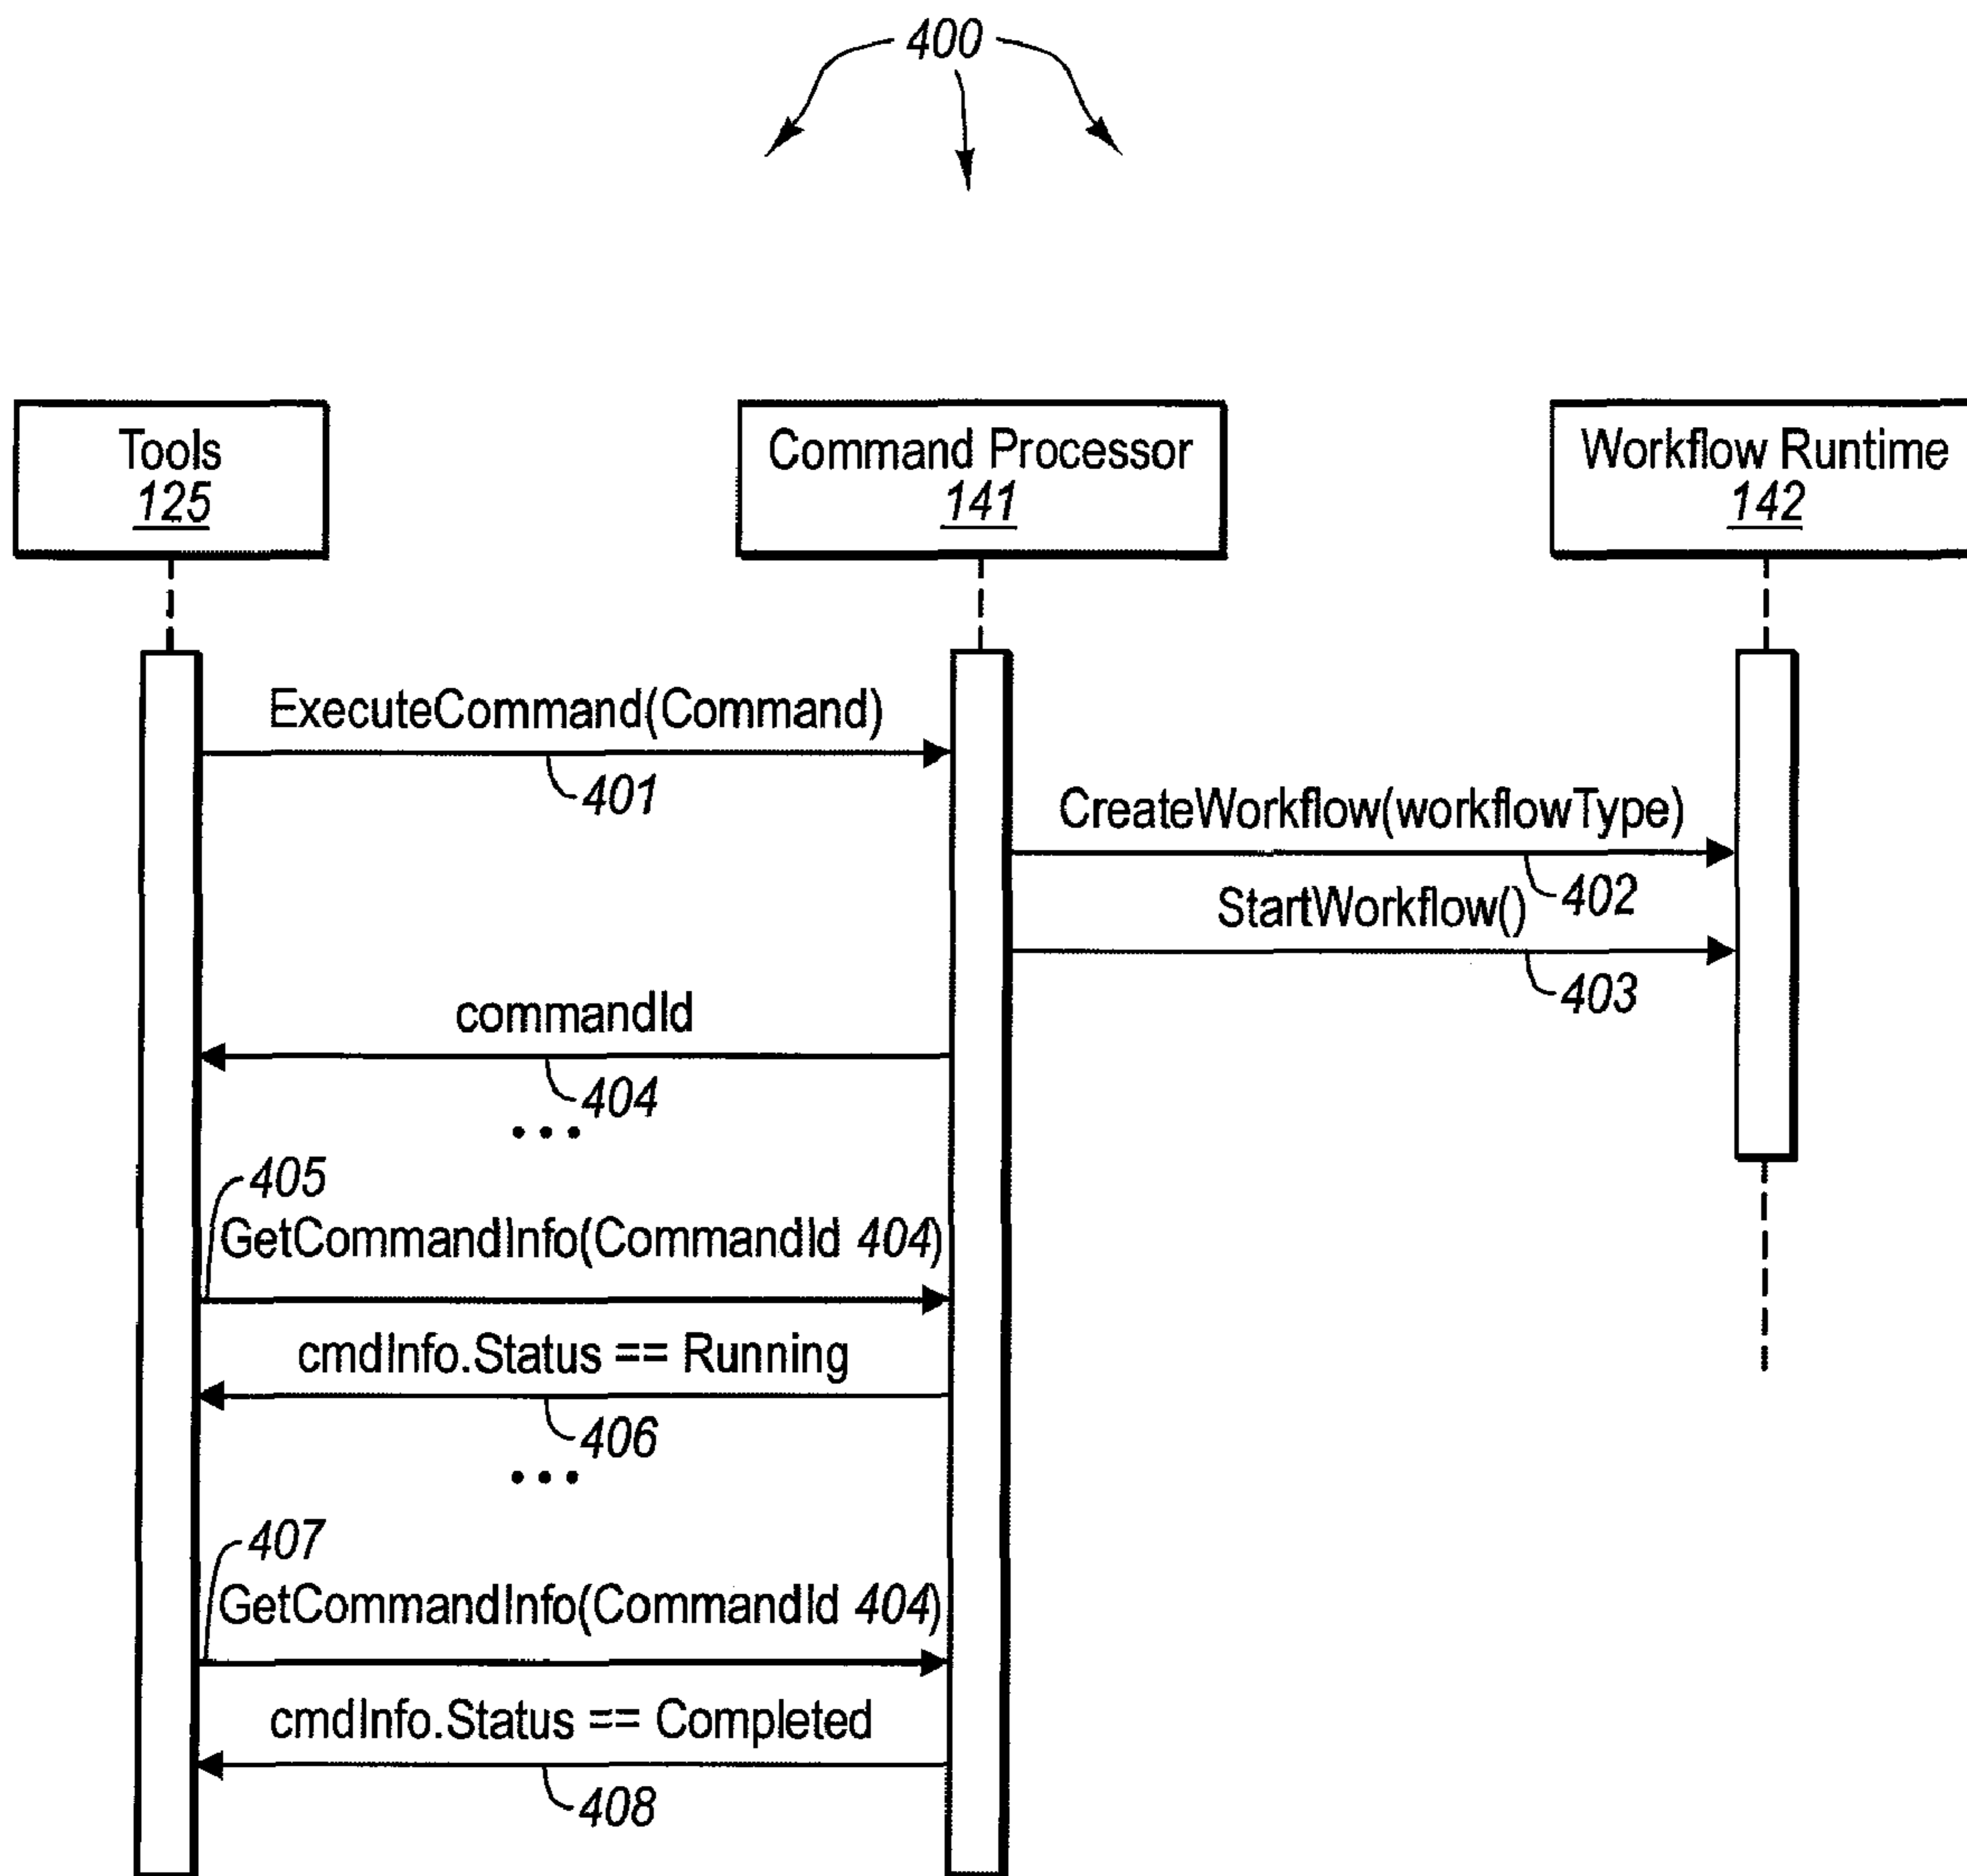 400
Tools
125
Command Processor
141
Workflow Runtime
142
ExecuteCommand(Command)
401
CreateWorkflow(workflowType)
402
StartWorkflow()
403
commandId
404
...
405
GetCommandInfo(CommandId 404)
cmdInfo.Status == Running
406
...
407
GetCommandInfo(CommandId 404)
cmdInfo.Status == Completed
408